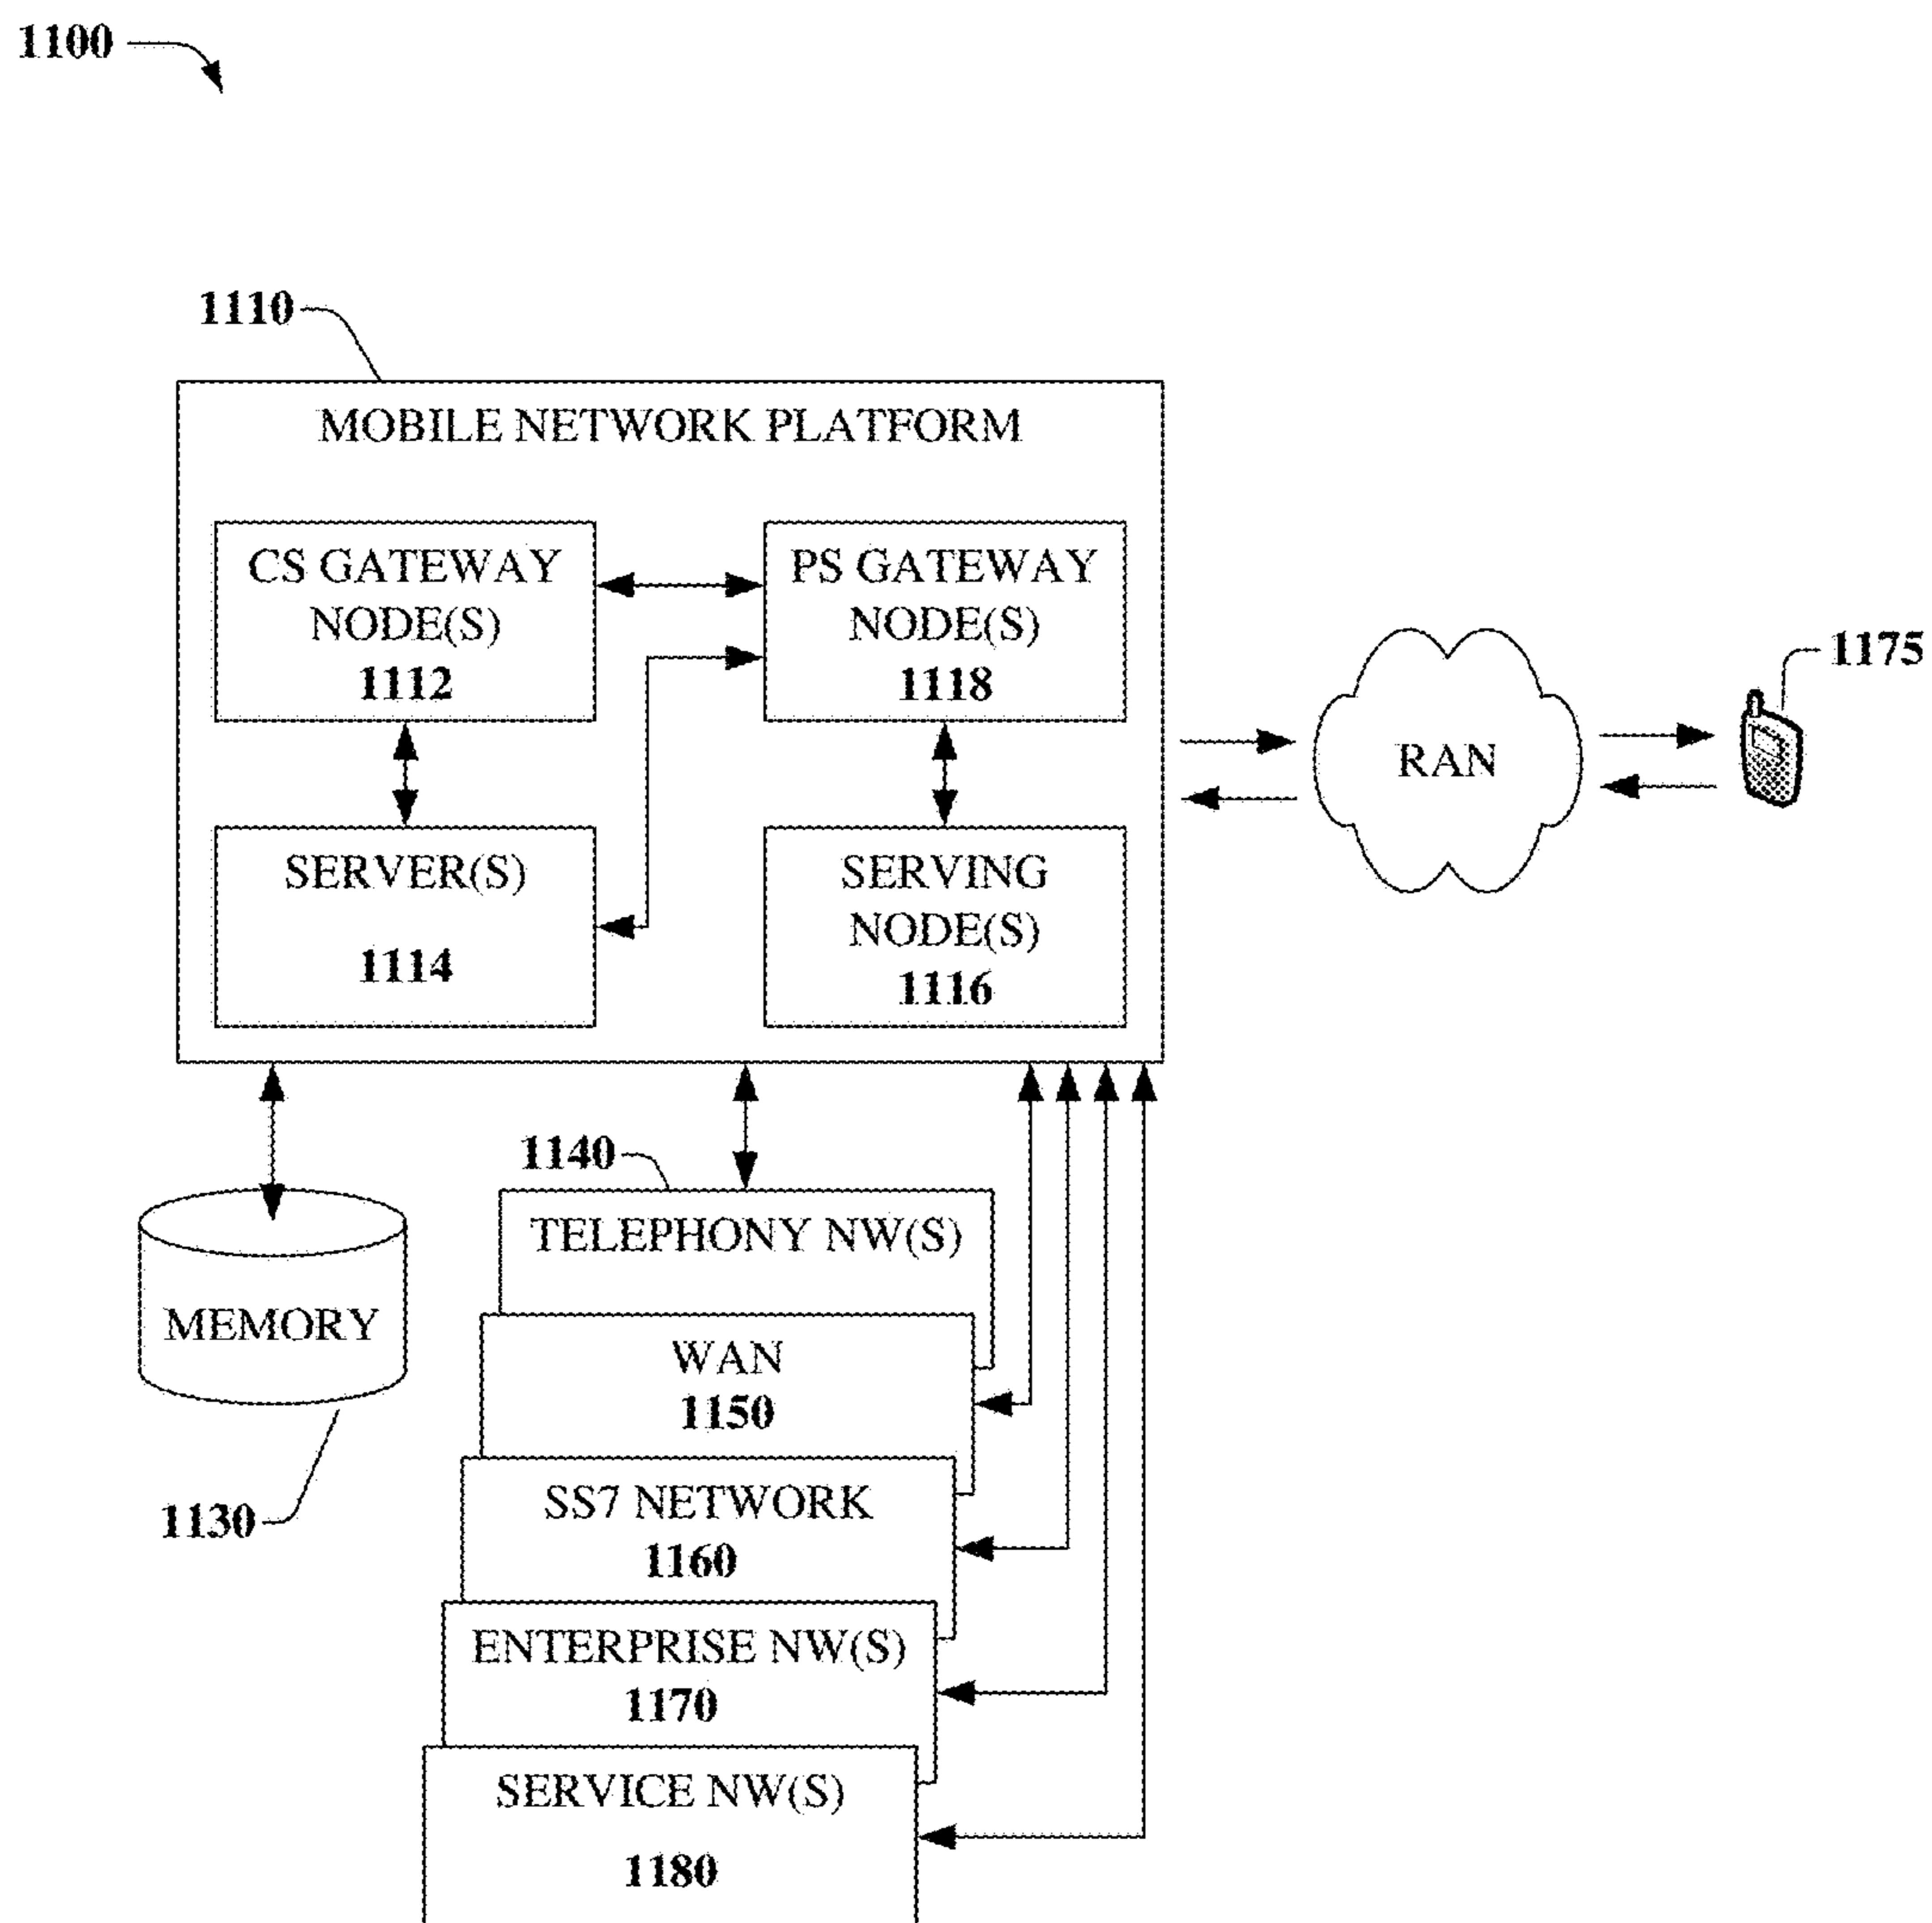 1100
1110
MOBILE NETWORK PLATFORM
CS GATEWAY
NODE(S)
1112
PS GATEWAY
NODE(S)
1118
SERVER(S)
1114
SERVING
NODE(S)
1116
RAN
1175
1140
TELEPHONY NW(S)
MEMORY
1130
WAN
1150
SS7 NETWORK
1160
ENTERPRISE NW(S)
1170
SERVICE NW(S)
1180